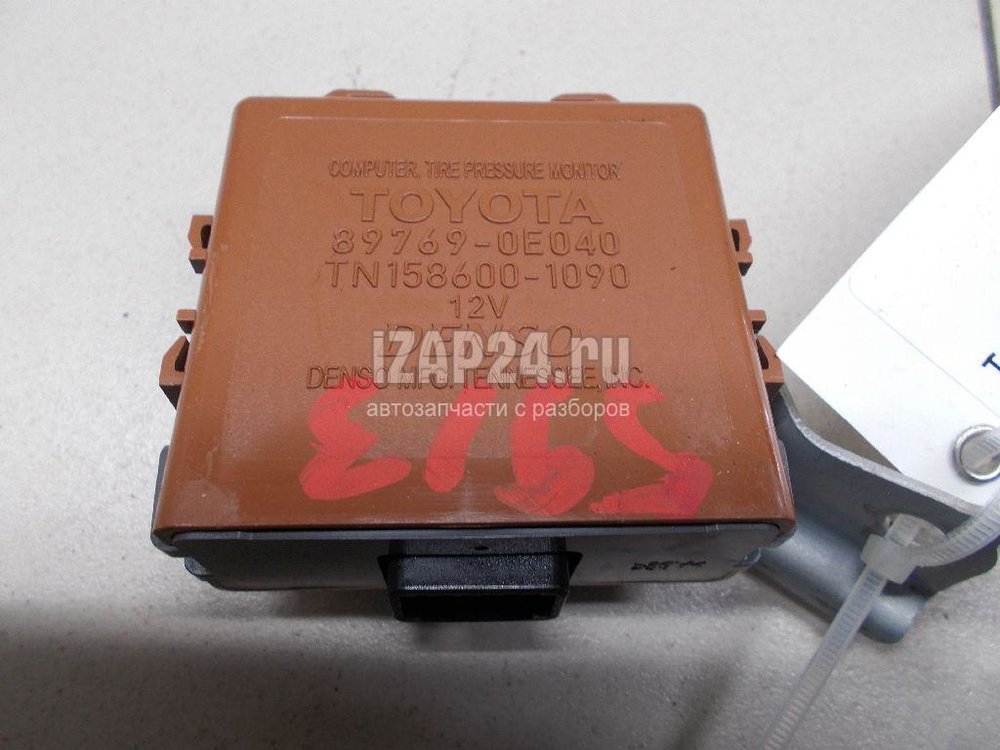 COMPUTER, TIRE PRESSURE MONITOR
TOYOTA
89769-0E040
TN158600-1090
12V
DENSO
iZAP24.ru
DENSO MFG. TENNESSEE, INC.
автозапчасти с разборов